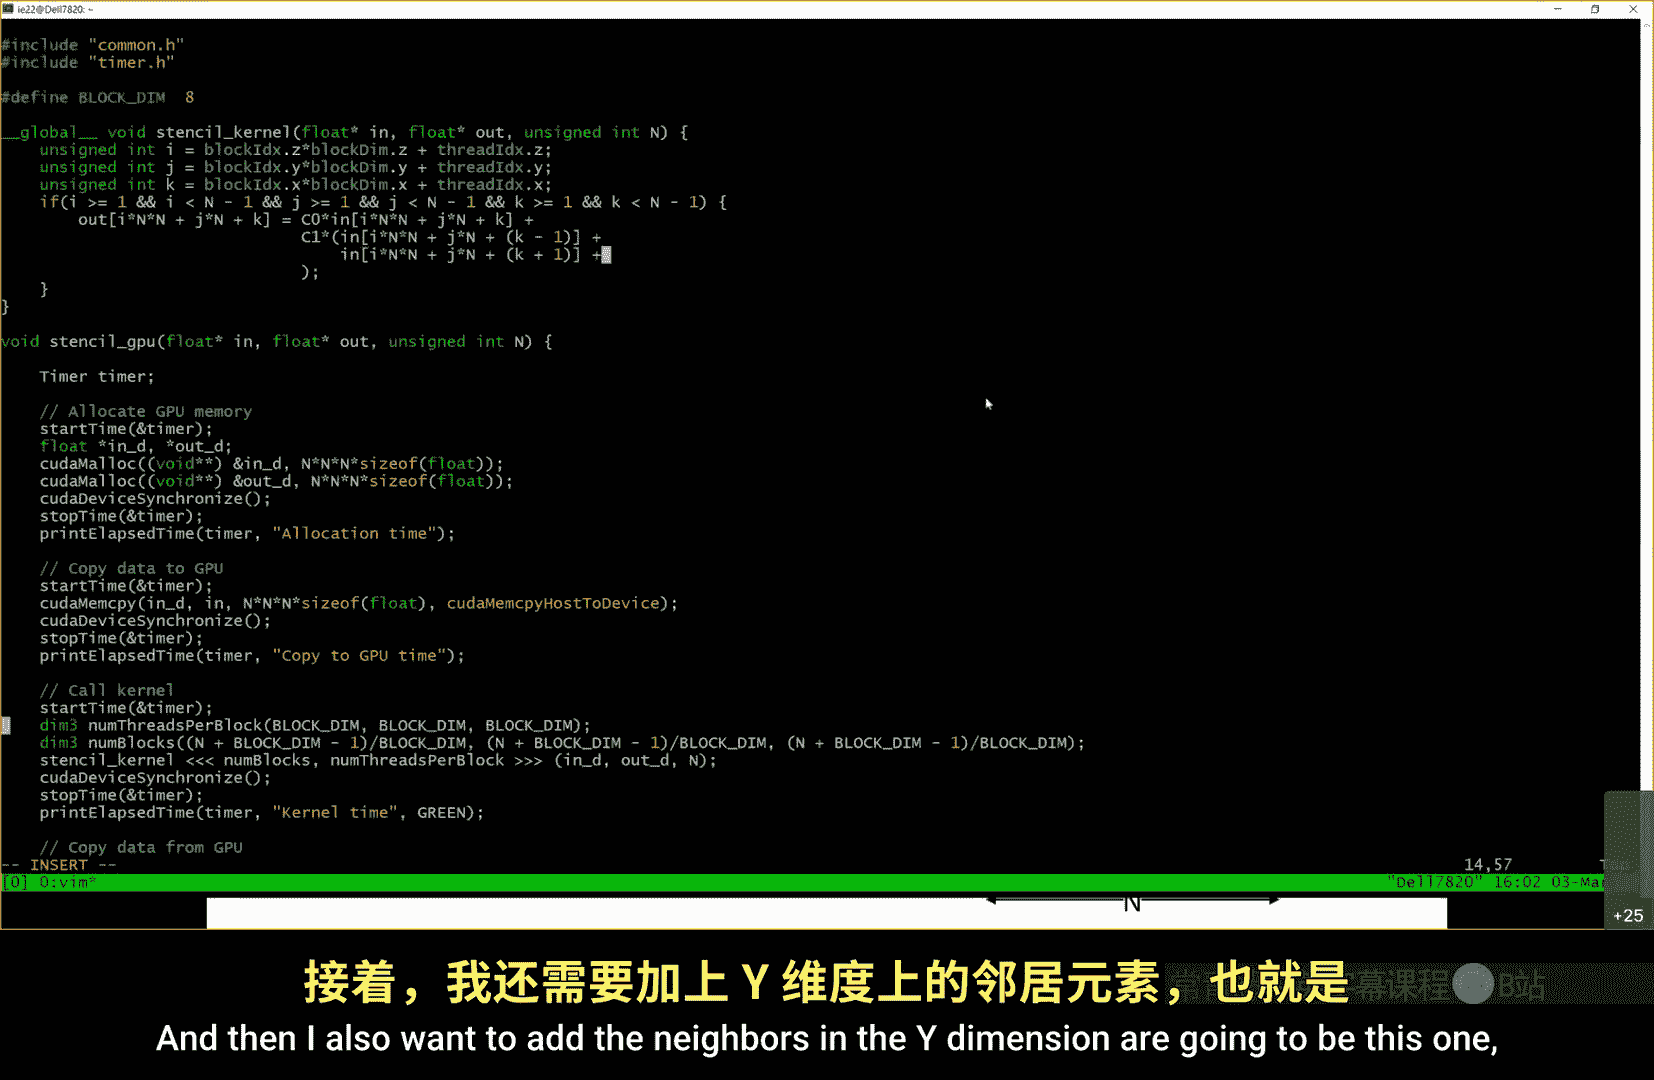 ie22@Dell7820: ~
#include "common.h"
#include "timer.h"
#define BLOCK_DIM  8
__global__ void stencil_kernel(float* in, float* out, unsigned int N) {
    unsigned int i = blockIdx.z*blockDim.z + threadIdx.z;
    unsigned int j = blockIdx.y*blockDim.y + threadIdx.y;
    unsigned int k = blockIdx.x*blockDim.x + threadIdx.x;
    if(i >= 1 && i < N - 1 && j >= 1 && j < N - 1 && k >= 1 && k < N - 1) {
        out[i*N*N + j*N + k] = C0*in[i*N*N + j*N + k] +
                               C1*(in[i*N*N + j*N + (k - 1)] +
                                   in[i*N*N + j*N + (k + 1)] +
                               );
    }
}
void stencil_gpu(float* in, float* out, unsigned int N) {
    Timer timer;
    // Allocate GPU memory
    startTime(&timer);
    float *in_d, *out_d;
    cudaMalloc((void**) &in_d, N*N*N*sizeof(float));
    cudaMalloc((void**) &out_d, N*N*N*sizeof(float));
    cudaDeviceSynchronize();
    stopTime(&timer);
    printElapsedTime(timer, "Allocation time");
    // Copy data to GPU
    startTime(&timer);
    cudaMemcpy(in_d, in, N*N*N*sizeof(float), cudaMemcpyHostToDevice);
    cudaDeviceSynchronize();
    stopTime(&timer);
    printElapsedTime(timer, "Copy to GPU time");
    // Call kernel
    startTime(&timer);
    dim3 numThreadsPerBlock(BLOCK_DIM, BLOCK_DIM, BLOCK_DIM);
    dim3 numBlocks((N + BLOCK_DIM - 1)/BLOCK_DIM, (N + BLOCK_DIM - 1)/BLOCK_DIM, (N + BLOCK_DIM - 1)/BLOCK_DIM);
    stencil_kernel <<< numBlocks, numThreadsPerBlock >>> (in_d, out_d, N);
    cudaDeviceSynchronize();
    stopTime(&timer);
    printElapsedTime(timer, "Kernel time", GREEN);
    // Copy data from GPU
-- INSERT --    14,57
[0] 0:vim*    "Dell7820" 16:02 03-Mar
N
+25
接着，我还需要加上 Y 维度上的邻居元素，也就是
幕课程 B站
And then I also want to add the neighbors in the Y dimension are going to be this one,